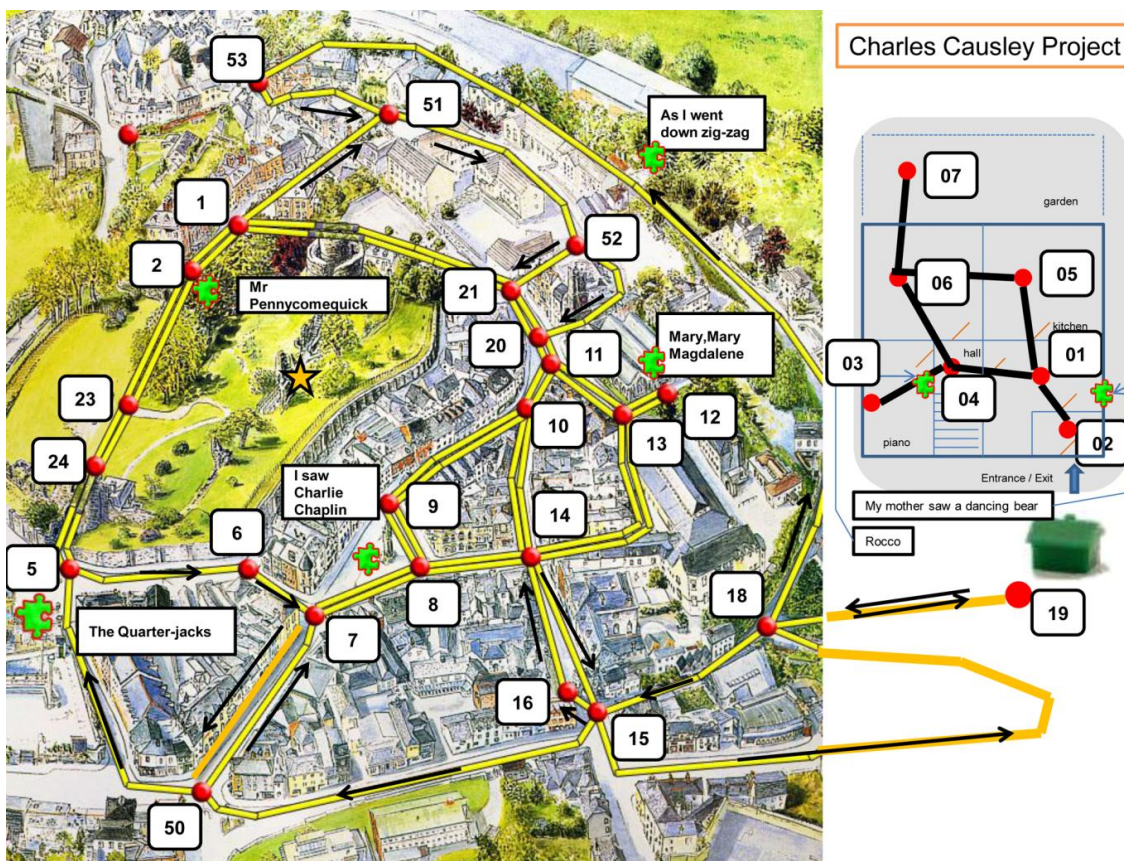 Charles Causley Project
53
51
As I went
down zig-zag
07
garden
1
52
2
Mr
Pennycomequick
21
06
05
kitchen
20
11
Mary,Mary
Magdalene
03
hall
01
23
10
13
12
04
24
piano
02
I saw
Charlie
Chaplin
9
14
Entrance / Exit
My mother saw a dancing bear
Rocco
5
6
8
18
19
The Quarter-jacks
7
16
15
50